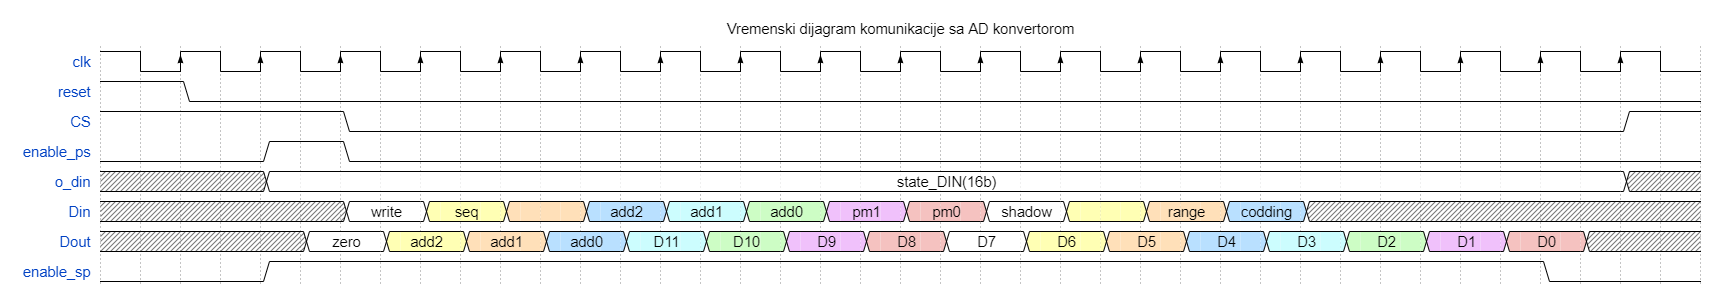 Vremenski dijagram komunikacije sa AD konvertorom
clk
reset
CS
enable_ps
o_din state_DIN(16b)
Din write seq add2 add1 add0 pm1 pm0 shadow range codding
Dout zero add2 add1 add0 D11 D10 D9 D8 D7 D6 D5 D4 D3 D2 D1 D0
enable_sp